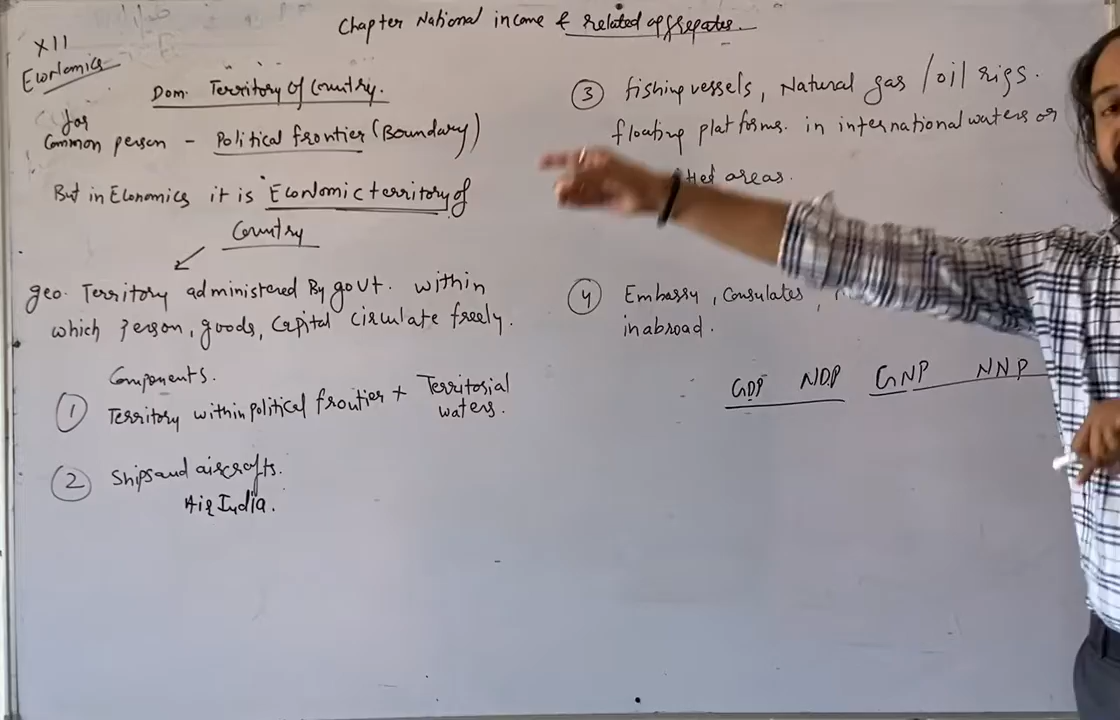 Chapter National income & related aggregates.
XII
Economics
Dom. Territory of Country.
for
Common person - Political frontier (Boundary)
But in Economics it is Economic territory of
Country
geo. Territory administered By govt. within
which person, goods, Capital circulate freely.
Components.
① Territory within political frontier + Territorial
waters.
② Ships and aircrafts.
Air India.
③ fishing vessels, Natural gas / oil rigs.
floating platforms. in international waters or
areas.
④ Embassy, Consulates,
in abroad.
GDP NDP GNP NNP